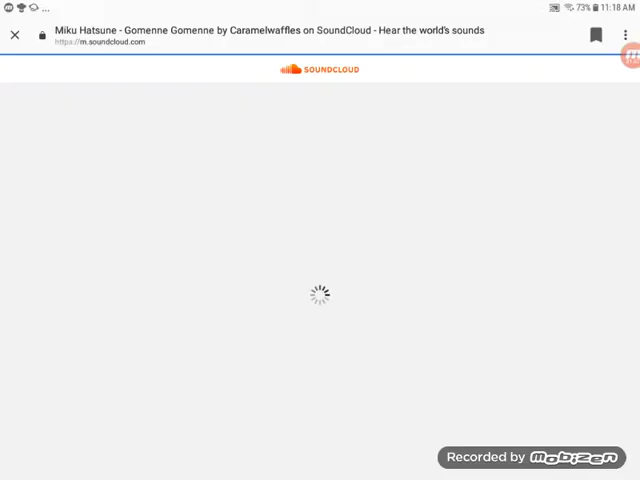 ... 73% 11:18 AM
Miku Hatsune - Gomenne Gomenne by Caramelwaffles on SoundCloud - Hear the world's sounds
https://m.soundcloud.com
SOUNDCLOUD
Recorded by MOBIZEN